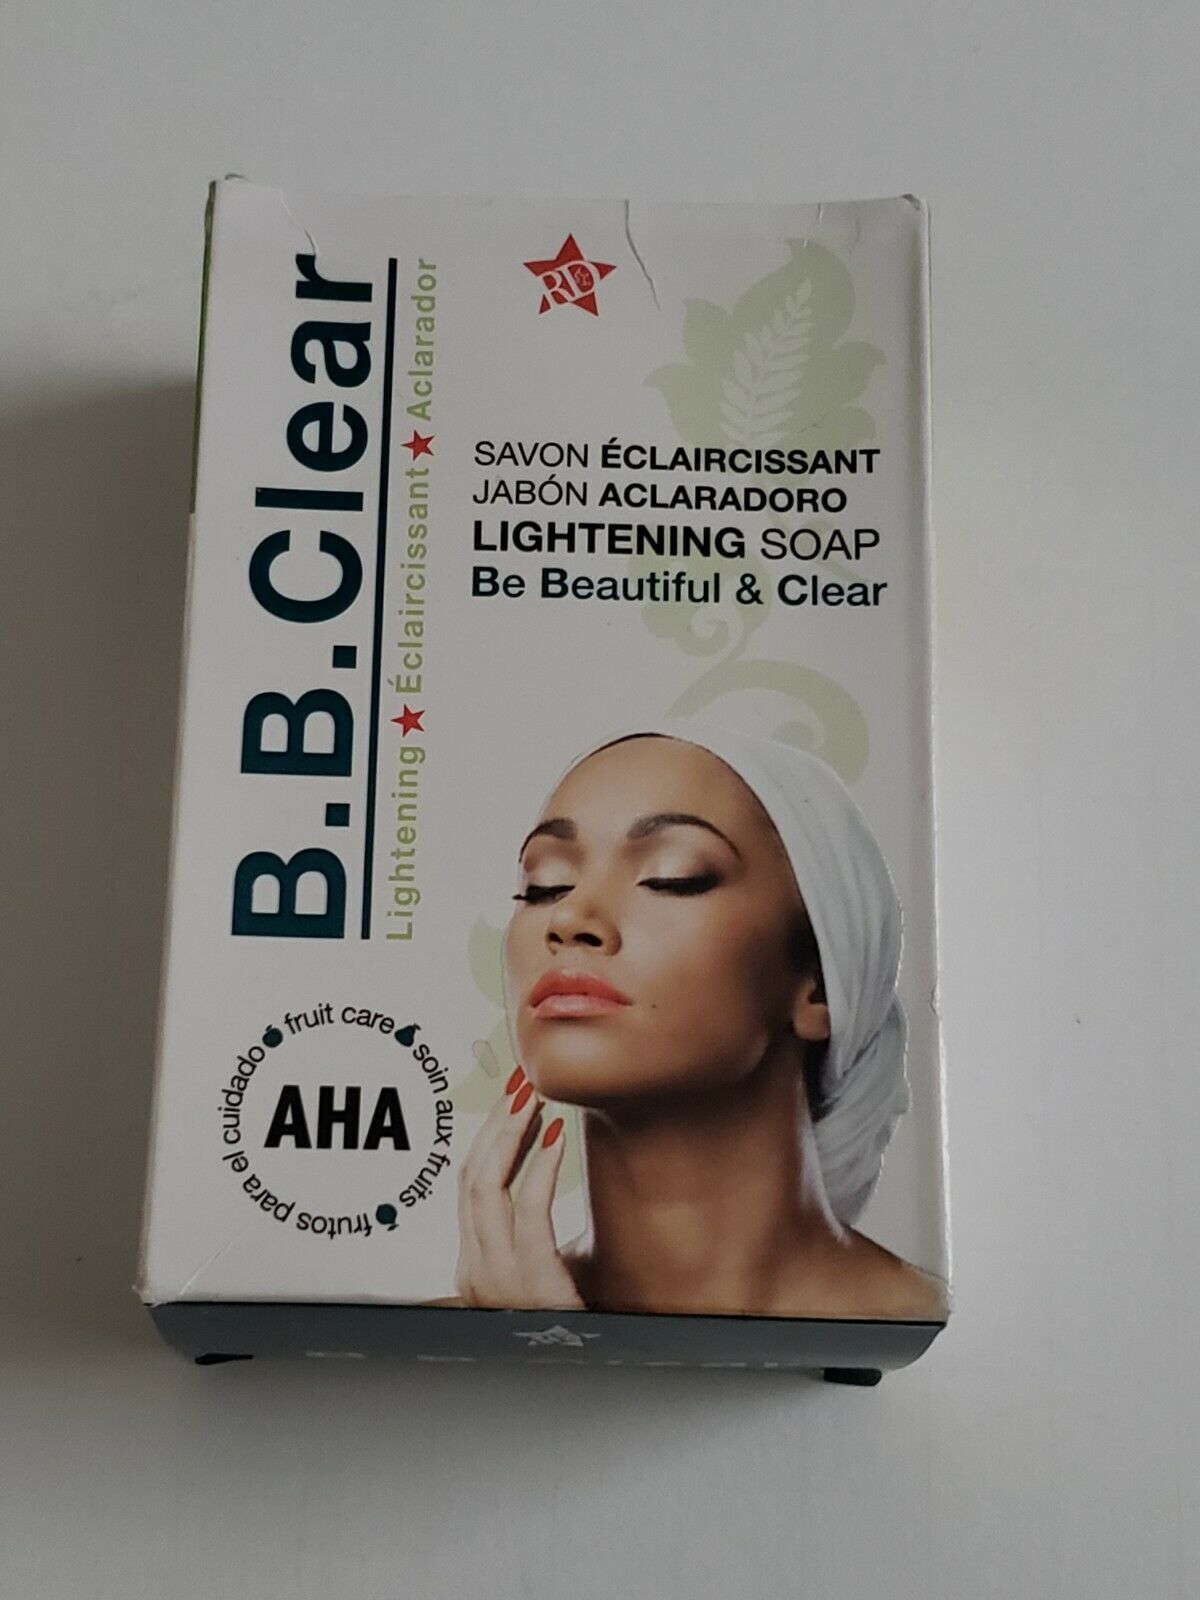 RD
B.B.Clear
Lightening ★ Éclaircissant ★ Aclarador
SAVON ÉCLAIRCISSANT
JABÓN ACLARADORO
LIGHTENING SOAP
Be Beautiful & Clear
fruit care
soin aux fruits
frutos para el cuidado
AHA